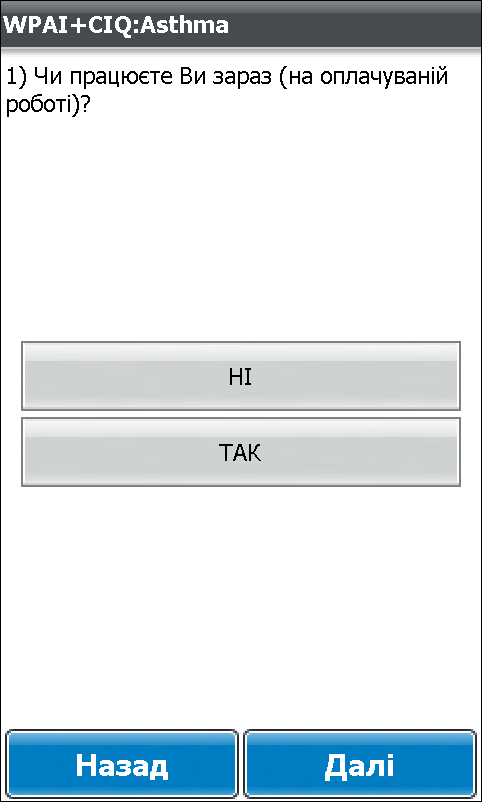 WPAI+CIQ:Asthma
1) Чи працюєте Ви зараз (на оплачуваній
роботі)?
НІ
ТАК
Назад
Далі